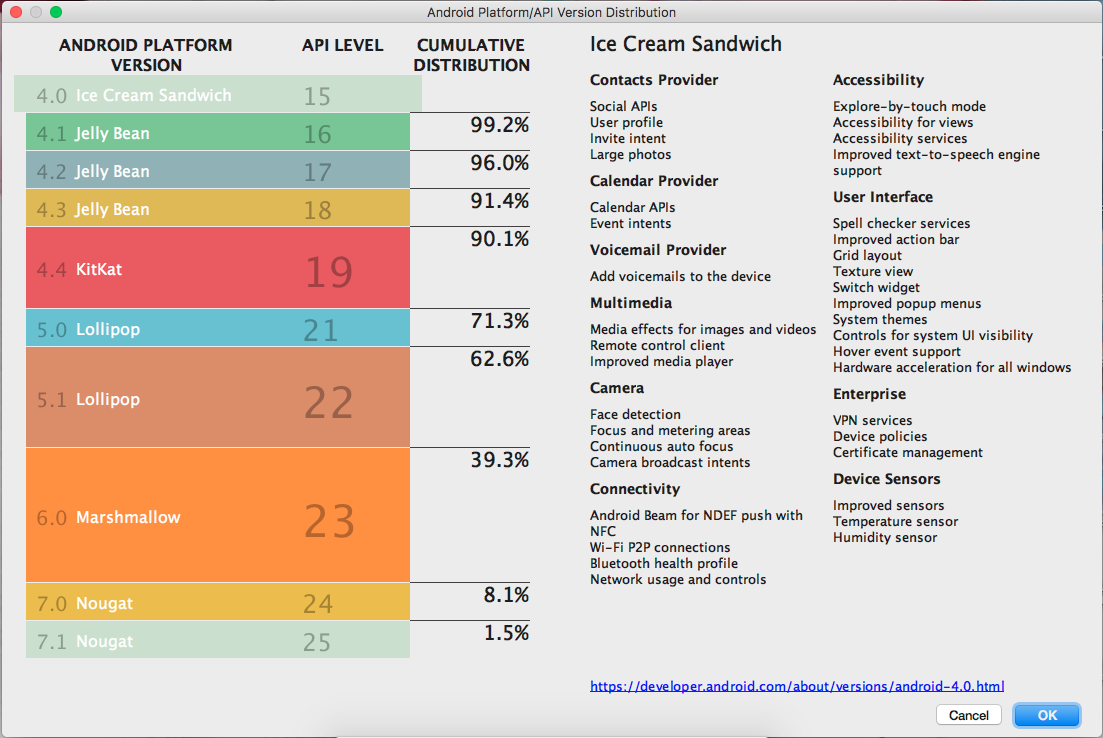 Android Platform/API Version Distribution
ANDROID PLATFORM
VERSION
API LEVEL
CUMULATIVE
DISTRIBUTION
4.0 Ice Cream Sandwich 15
99.2%
4.1 Jelly Bean 16
96.0%
4.2 Jelly Bean 17
91.4%
4.3 Jelly Bean 18
90.1%
4.4 KitKat 19
71.3%
5.0 Lollipop 21
62.6%
5.1 Lollipop 22
39.3%
6.0 Marshmallow 23
8.1%
7.0 Nougat 24
1.5%
7.1 Nougat 25
Ice Cream Sandwich
Contacts Provider
Social APIs
User profile
Invite intent
Large photos
Calendar Provider
Calendar APIs
Event intents
Voicemail Provider
Add voicemails to the device
Multimedia
Media effects for images and videos
Remote control client
Improved media player
Camera
Face detection
Focus and metering areas
Continuous auto focus
Camera broadcast intents
Connectivity
Android Beam for NDEF push with
NFC
Wi-Fi P2P connections
Bluetooth health profile
Network usage and controls
Accessibility
Explore-by-touch mode
Accessibility for views
Accessibility services
Improved text-to-speech engine
support
User Interface
Spell checker services
Improved action bar
Grid layout
Texture view
Switch widget
Improved popup menus
System themes
Controls for system UI visibility
Hover event support
Hardware acceleration for all windows
Enterprise
VPN services
Device policies
Certificate management
Device Sensors
Improved sensors
Temperature sensor
Humidity sensor
https://developer.android.com/about/versions/android-4.0.html
Cancel
OK